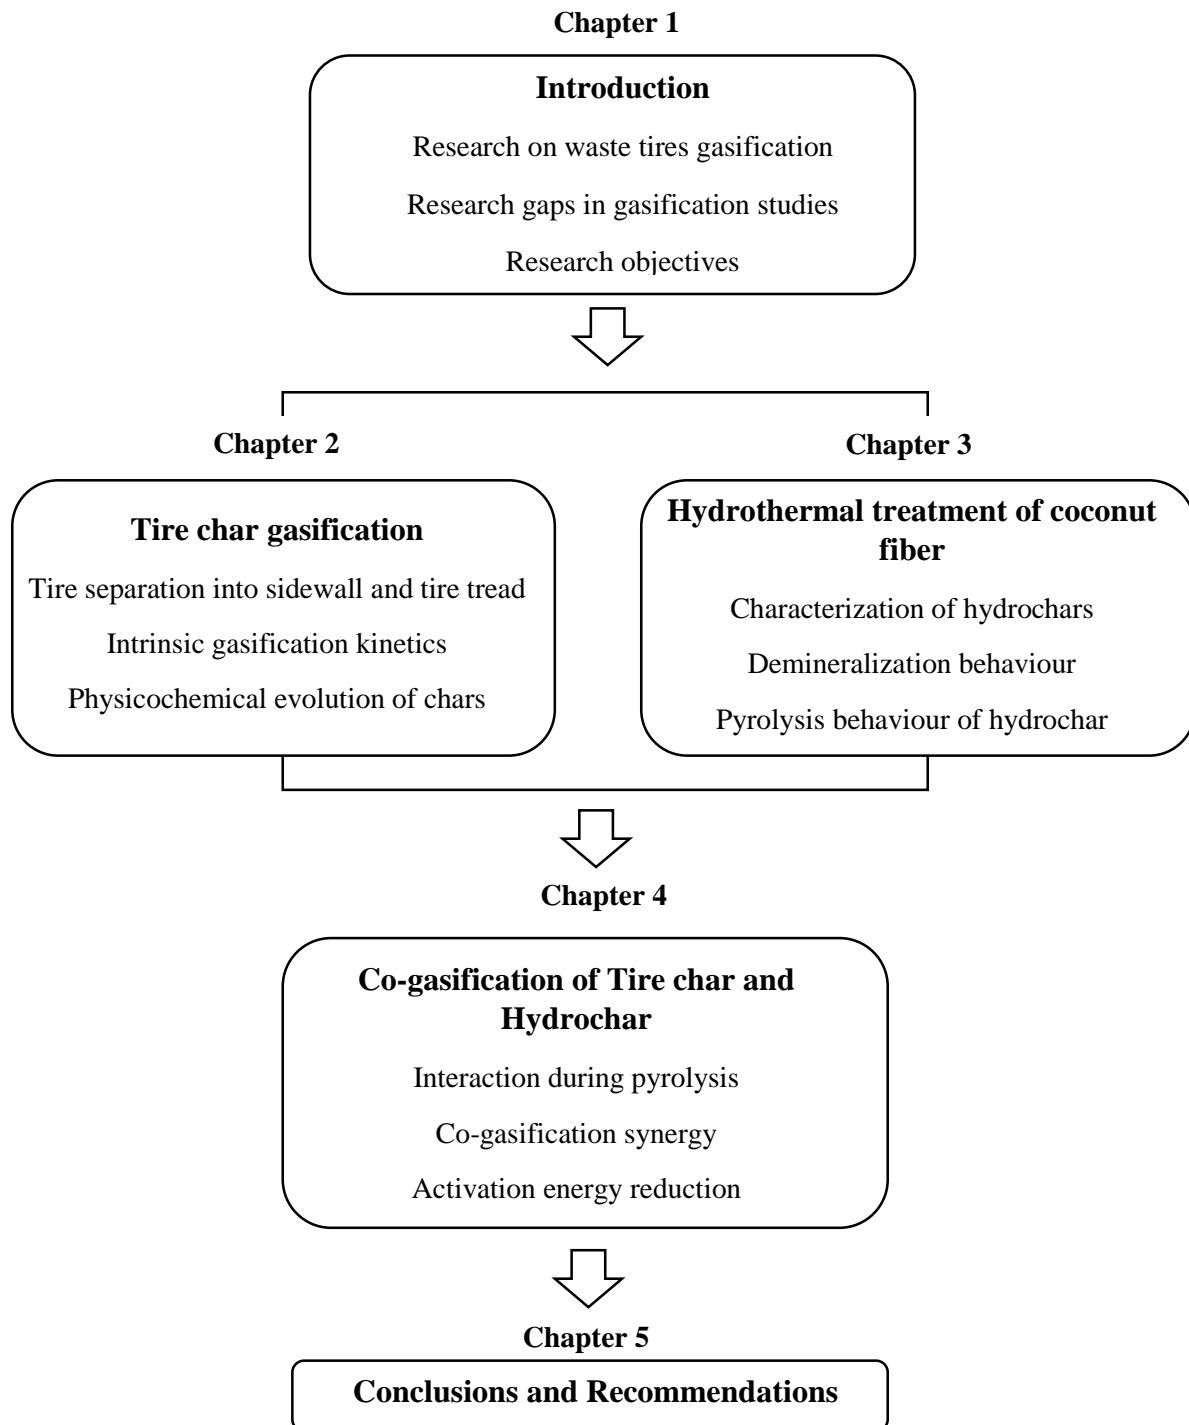 Chapter 1
Introduction
Research on waste tires gasification
Research gaps in gasification studies
Research objectives
Chapter 2
Tire char gasification
Tire separation into sidewall and tire tread
Intrinsic gasification kinetics
Physicochemical evolution of chars
Chapter 3
Hydrothermal treatment of coconut
fiber
Characterization of hydrochars
Demineralization behaviour
Pyrolysis behaviour of hydrochar
Chapter 4
Co-gasification of Tire char and
Hydrochar
Interaction during pyrolysis
Co-gasification synergy
Activation energy reduction
Chapter 5
Conclusions and Recommendations